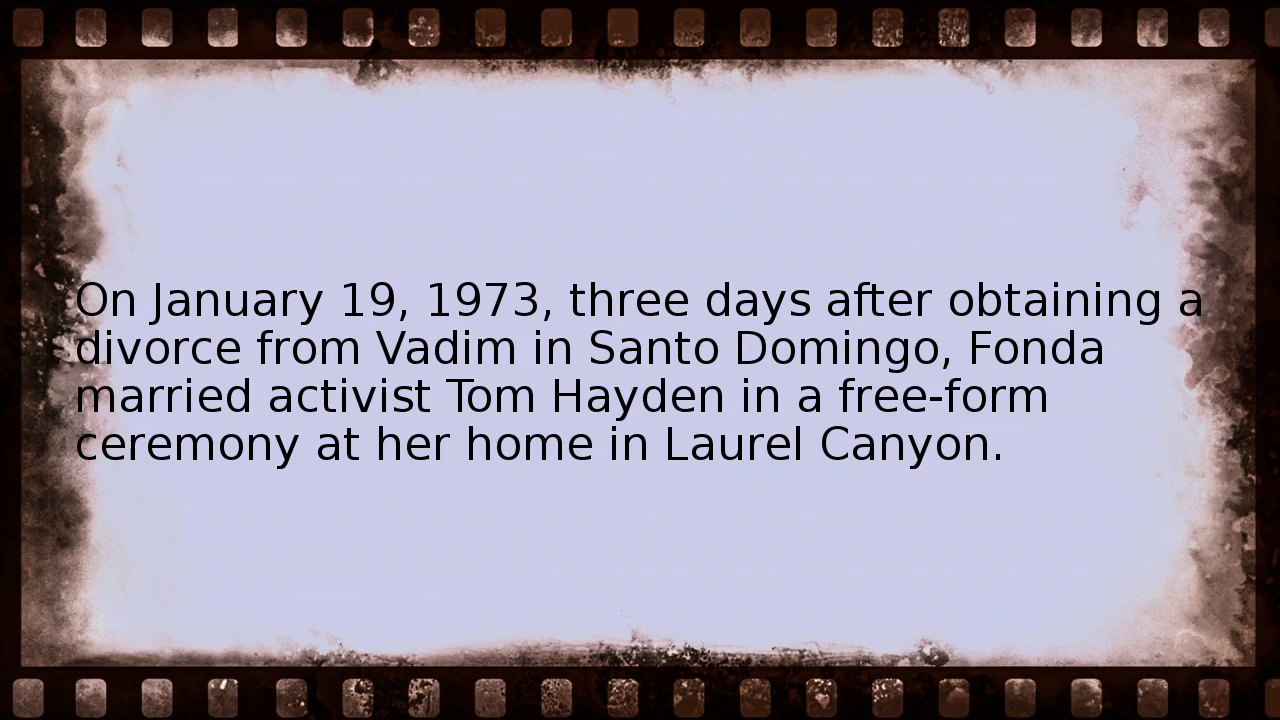 On January 19, 1973, three days after obtaining a
divorce from Vadim in Santo Domingo, Fonda
married activist Tom Hayden in a free-form
ceremony at her home in Laurel Canyon.